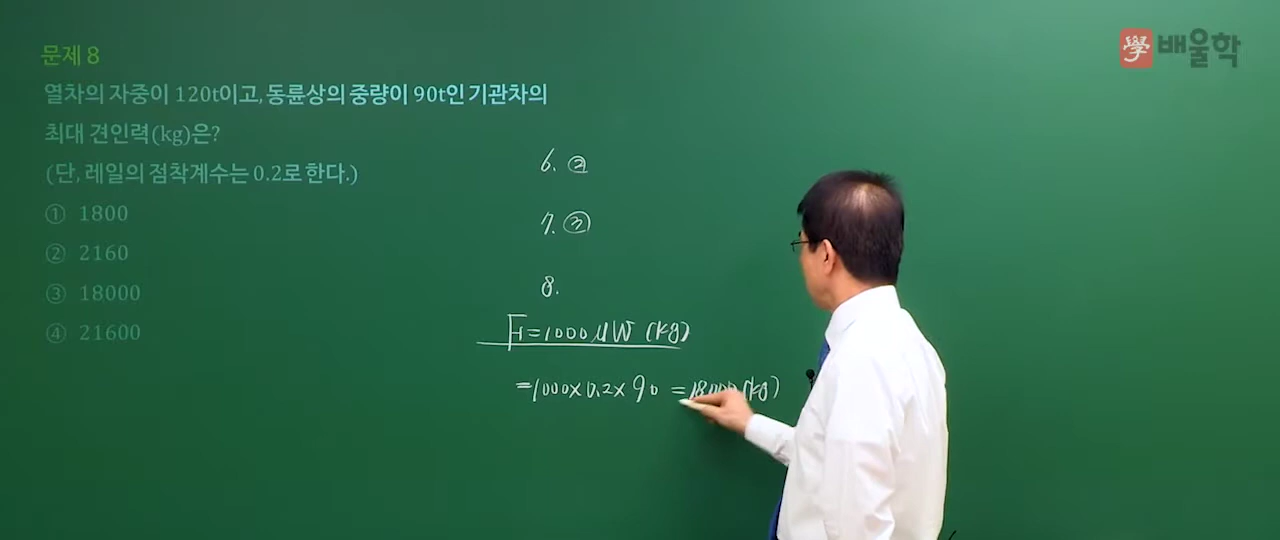 學 배울학
문제 8
열차의 자중이 120t이고, 동륜상의 중량이 90t인 기관차의
최대 견인력(kg)은?
(단, 레일의 점착계수는 0.2로 한다.)
① 1800
② 2160
③ 18000
④ 21600
6. ②
7. ③
8.
F=1000μW (kg)
=1000×0.2×90 =18000(kg)